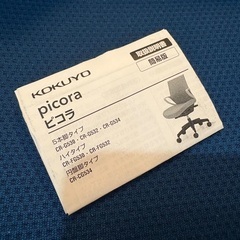 KOKUYO
picora
ピコラ
取扱説明書
簡易版
5本脚タイプ
CR-G530・CR-G532・CR-G534
ハイタイプ
CR-FG530・CR-FG532
円盤脚タイプ
CR-CG534